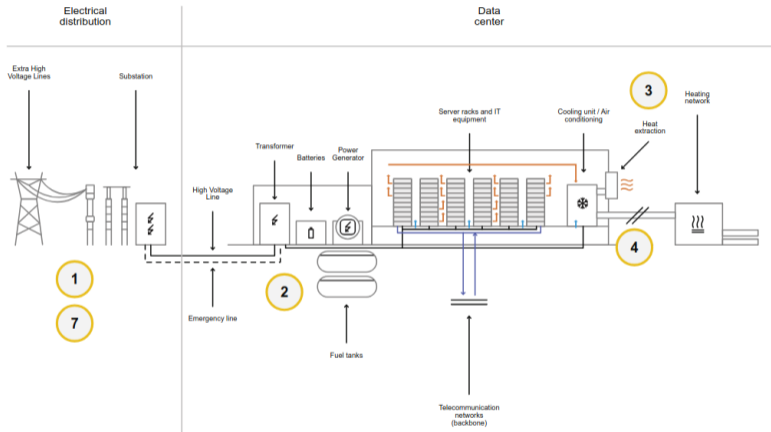 Electrical
distribution
Data
center
Extra High
Voltage Lines
Substation
Transformer
Batteries
Power
Generator
Server racks and IT
equipment
Cooling unit / Air
conditioning
3
Heat
extraction
Heating
network
High Voltage
Line
1
7
2
4
Emergency line
Fuel tanks
Telecommunication
networks
(backbone)